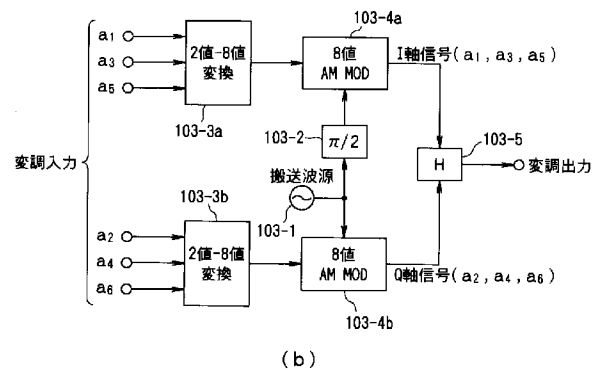 103-4a
a1
a3
a5
2値-8値
変換
103-3a
8値
AM MOD
I軸信号(a1, a3, a5)
103-2
π/2
103-5
H
変調出力
変調入力
搬送波源
103-1
103-3b
a2
a4
a6
2値-8値
変換
8値
AM MOD
Q軸信号(a2, a4, a6)
103-4b
(b)